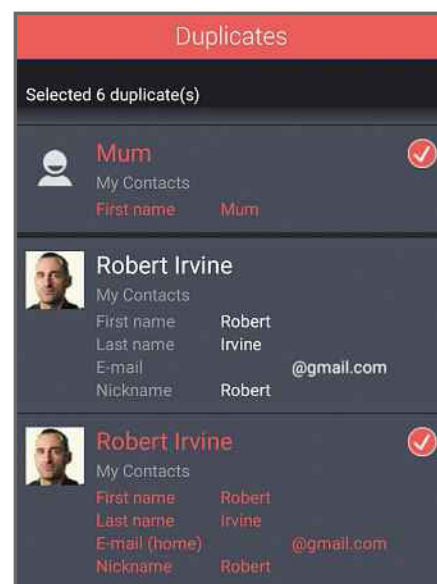 Duplicates
Selected 6 duplicate(s)
Mum
My Contacts
First name Mum
Robert Irvine
My Contacts
First name Robert
Last name Irvine
E-mail @gmail.com
Nickname Robert
Robert Irvine
My Contacts
First name Robert
Last name Irvine
E-mail (home) @gmail.com
Nickname Robert